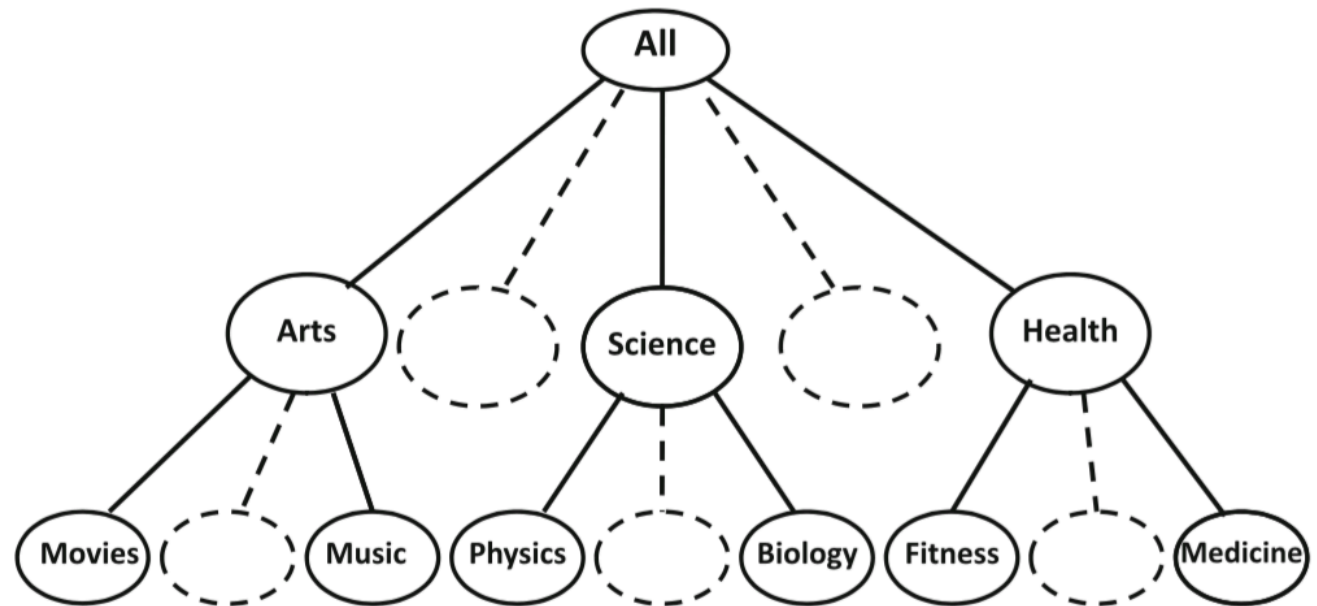 All
Arts
Science
Health
Movies
Music
Physics
Biology
Fitness
Medicine